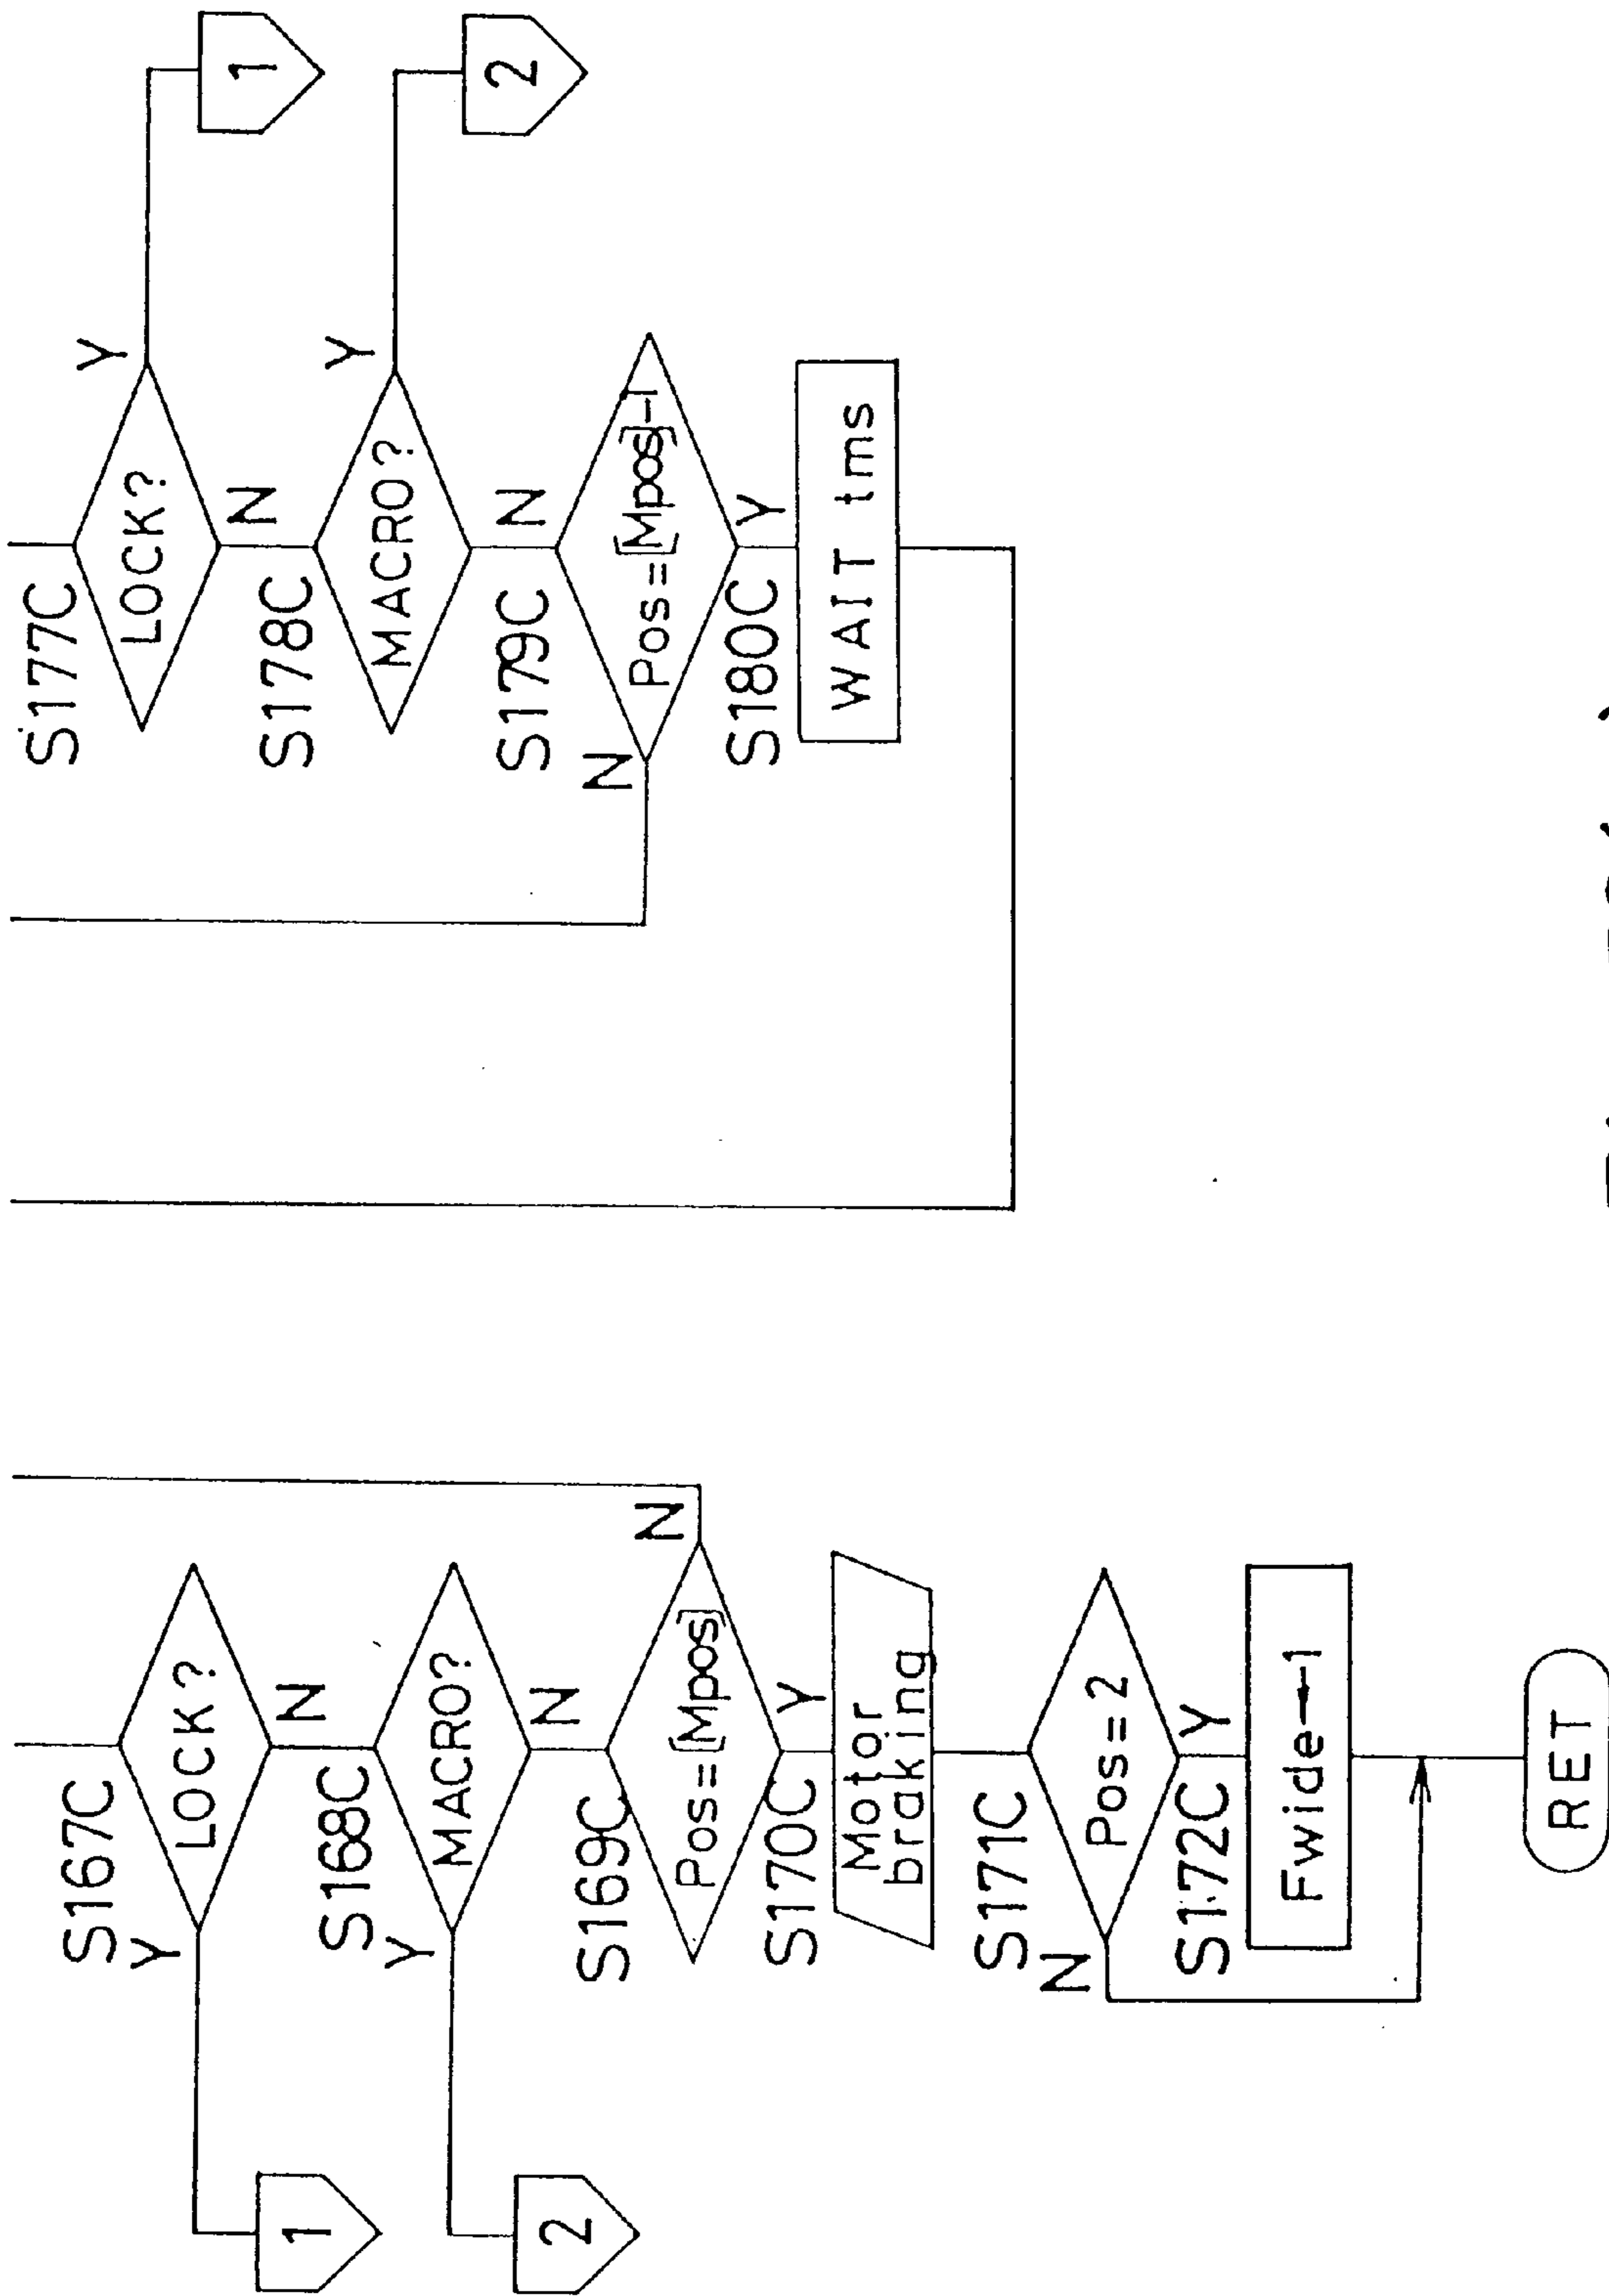 S167C
LOCK?
Y
N
1
S168C
MACRO?
Y
N
2
S169C
Pos=[Mpos]
N
Y
S170C
Motor
braking
S171C
Pos=2
N
Y
S172C
Fwide←1
RET
S177C
LOCK?
Y
N
1
S178C
MACRO?
Y
N
2
S179C
Pos=[Mpos]-1
N
Y
S180C
WAIT tms